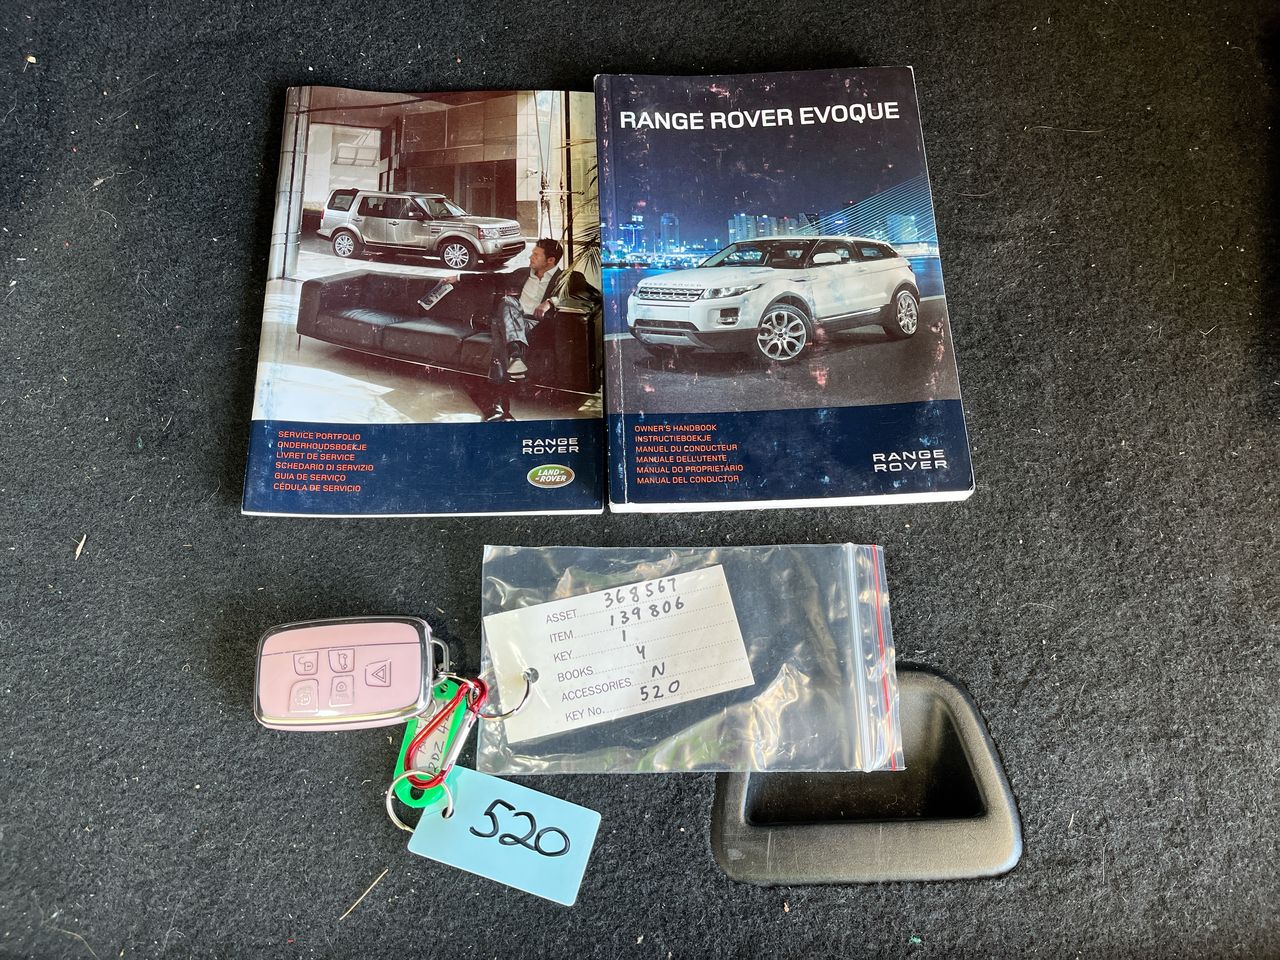 SERVICE PORTFOLIO
ONDERHOUDSBOEKJE
LIVRET DE SERVICE
SCHEDARIO DI SERVIZIO
GUIA DE SERVIÇO
CÉDULA DE SERVICIO
RANGE
ROVER
LAND-
-ROVER
RANGE ROVER EVOQUE
RANGE ROVER
OWNER'S HANDBOOK
INSTRUCTIEBOEKJE
MANUEL DU CONDUCTEUR
MANUALE DELL'UTENTE
MANUAL DO PROPRIETÁRIO
MANUAL DEL CONDUCTOR
RANGE
ROVER
ASSET 368567
ITEM 139806
KEY 1
BOOKS 4
ACCESSORIES N
KEY No. 520
520